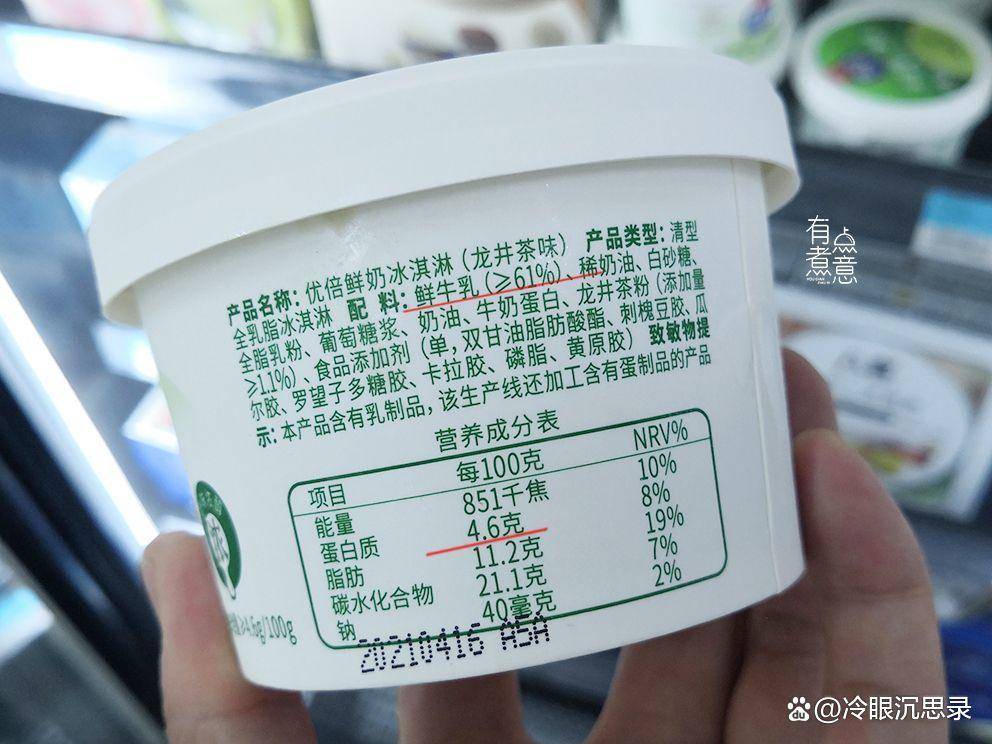 产品名称：优倍鲜奶冰淇淋（龙井茶味） 产品类型：清型
全乳脂冰淇淋 配料：鲜牛乳（≥61%）、稀奶油、白砂糖、
全脂乳粉、葡萄糖浆、奶油、牛奶蛋白、龙井茶粉（添加量
≥1.1%）、食品添加剂（单，双甘油脂肪酸酯、刺槐豆胶、瓜
尔胶、罗望子多糖胶、卡拉胶、磷脂、黄原胶） 致敏物提
示：本产品含有乳制品，该生产线还加工含有蛋制品的产品
营养成分表
项目 每100克 NRV%
能量 851千焦 10%
蛋白质 4.6克 8%
脂肪 11.2克 19%
碳水化合物 21.1克 7%
钠 40毫克 2%
≥4.6g/100g
20210416 A5A
有点
煮意
@冷眼沉思录